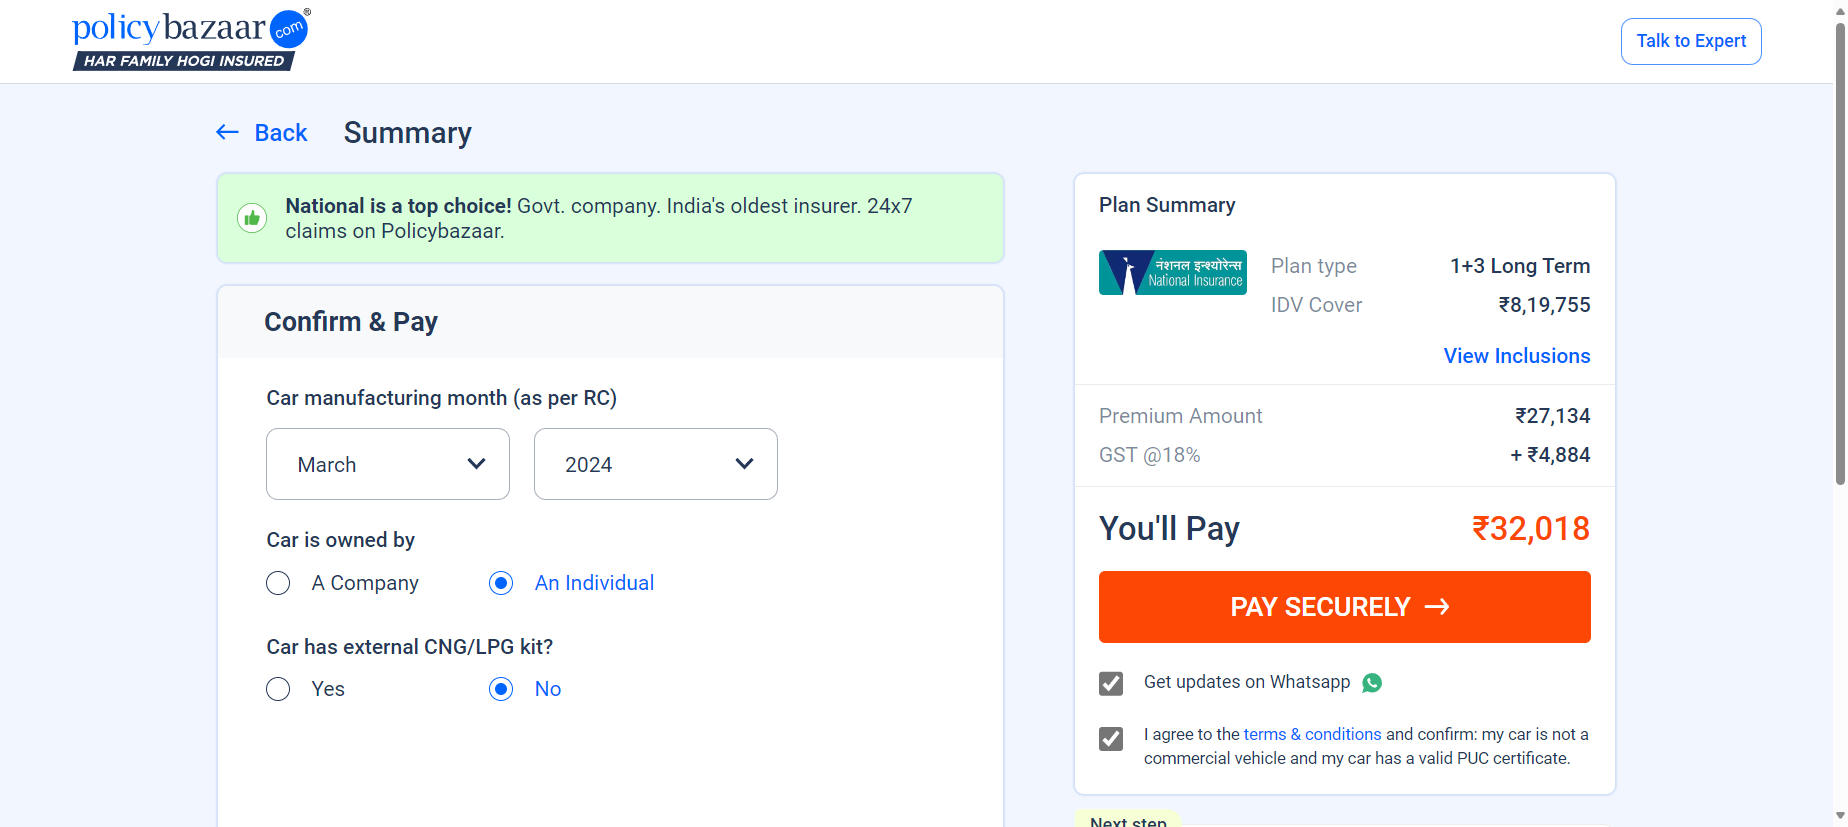 policybazaar.com®
HAR FAMILY HOGI INSURED
Talk to Expert
← Back
Summary
National is a top choice! Govt. company. India's oldest insurer. 24x7
claims on Policybazaar.
Confirm & Pay
Car manufacturing month (as per RC)
March
2024
Car is owned by
A Company
An Individual
Car has external CNG/LPG kit?
Yes
No
Plan Summary
नेशनल इन्श्योरेन्स
National Insurance
Plan type 1+3 Long Term
IDV Cover ₹8,19,755
View Inclusions
Premium Amount ₹27,134
GST @18% + ₹4,884
You'll Pay ₹32,018
PAY SECURELY →
Get updates on Whatsapp
I agree to the terms & conditions and confirm: my car is not a
commercial vehicle and my car has a valid PUC certificate.
Next step